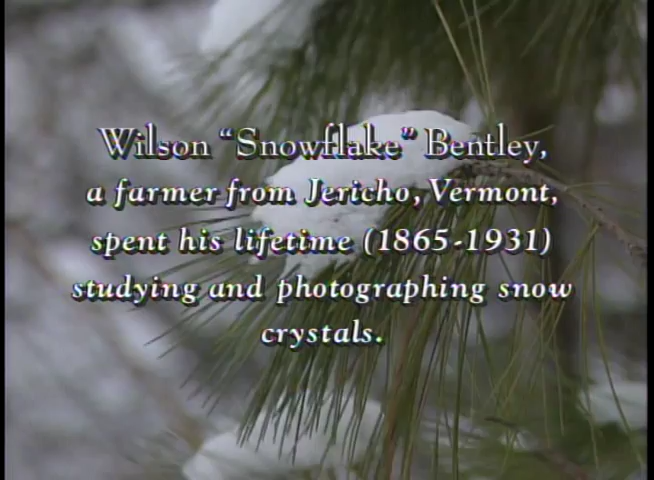 Wilson “Snowflake” Bentley,
a farmer from Jericho, Vermont,
spent his lifetime (1865-1931)
studying and photographing snow
crystals.